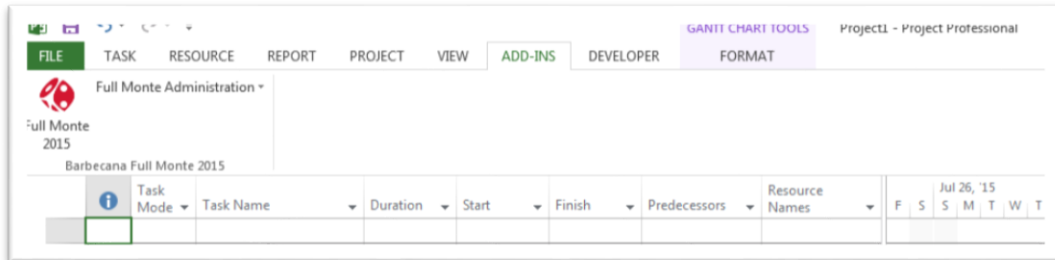 GANTT CHART TOOLS Project1 - Project Professional
FILE TASK RESOURCE REPORT PROJECT VIEW ADD-INS DEVELOPER FORMAT
Full Monte Administration
Full Monte
2015
Barbecana Full Monte 2015
Task Mode Task Name Duration Start Finish Predecessors Resource Names Jul 26, '15
F S S M T W T